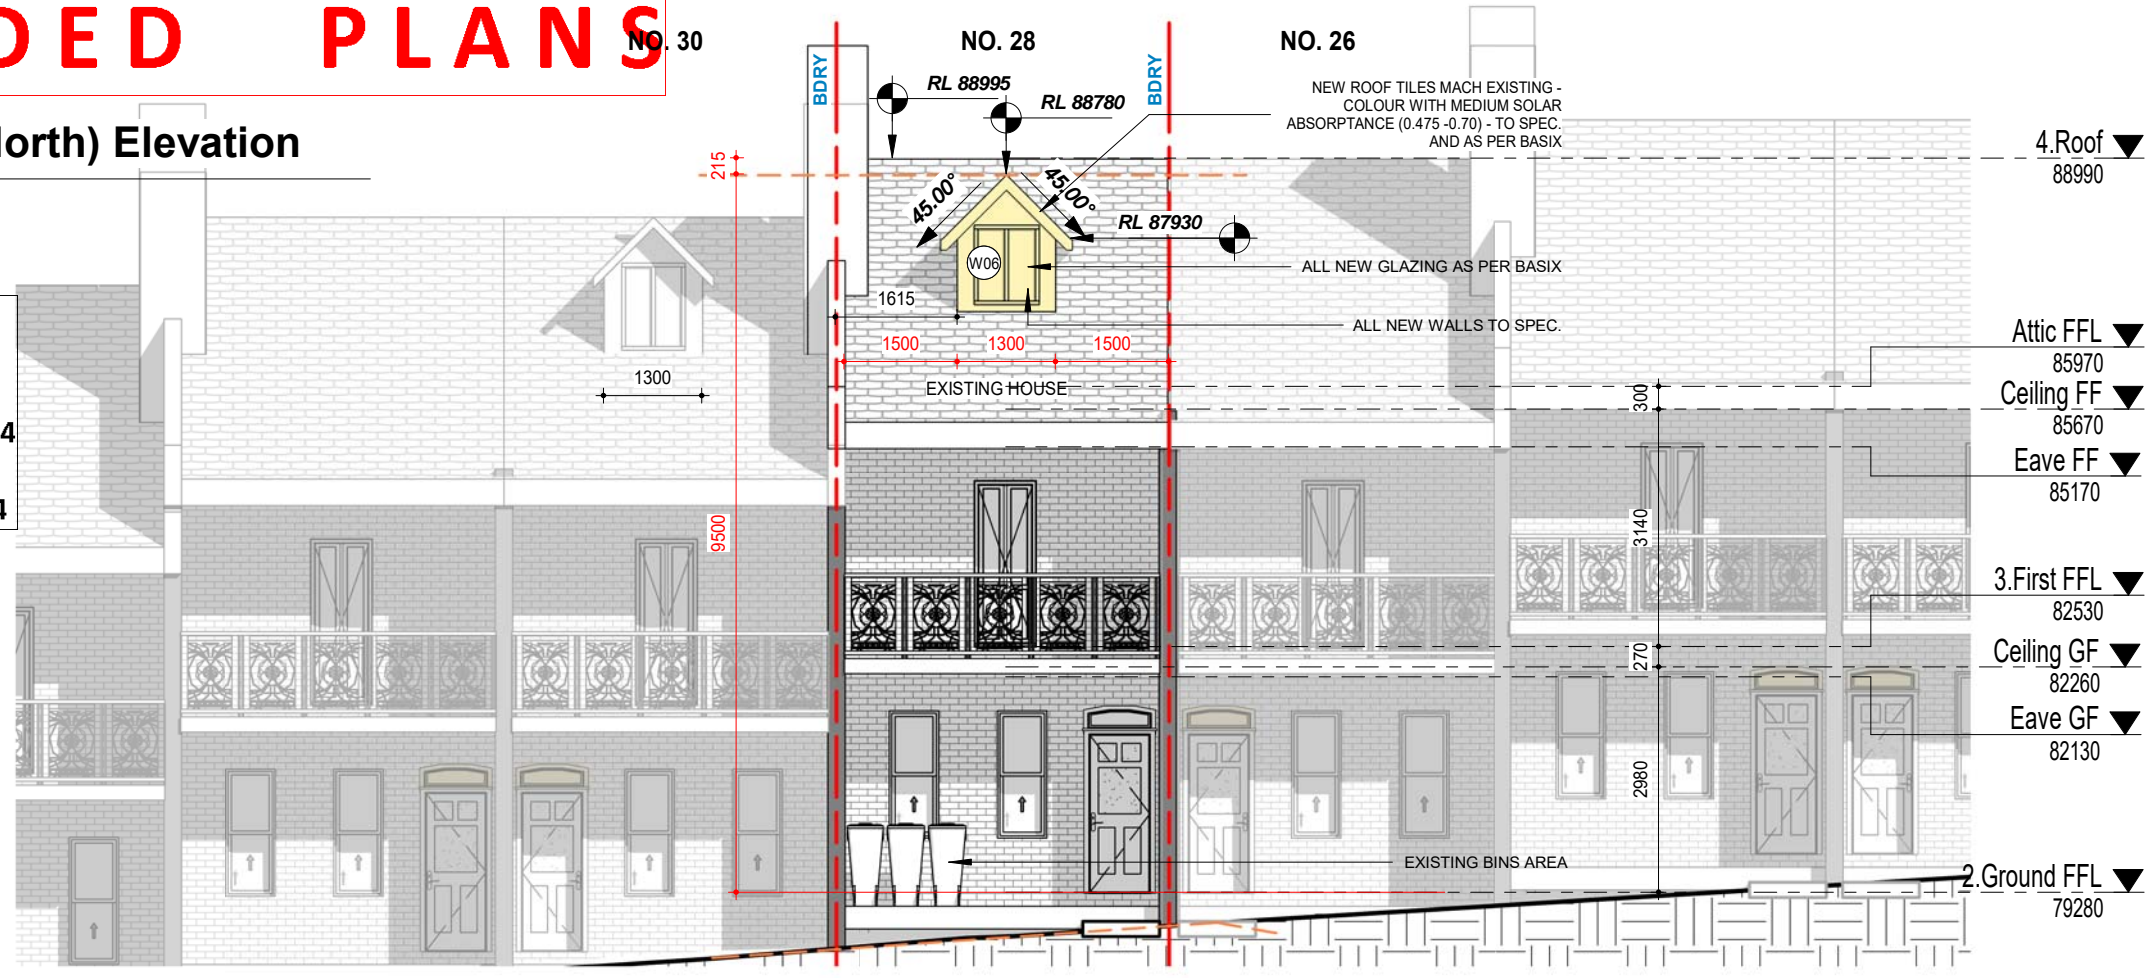 DED PLANS
North) Elevation
NO. 30
NO. 28
NO. 26
BDRY
BDRY
RL 88995
RL 88780
RL 87930
45.00°
45.00°
W06
NEW ROOF TILES MACH EXISTING -
COLOUR WITH MEDIUM SOLAR
ABSORPTANCE (0.475 -0.70) - TO SPEC.
AND AS PER BASIX
ALL NEW GLAZING AS PER BASIX
ALL NEW WALLS TO SPEC.
215
1615
1500
1300
1500
1300
EXISTING HOUSE
9500
4
4
300
3140
270
2980
EXISTING BINS AREA
4.Roof
88990
Attic FFL
85970
Ceiling FF
85670
Eave FF
85170
3.First FFL
82530
Ceiling GF
82260
Eave GF
82130
2.Ground FFL
79280